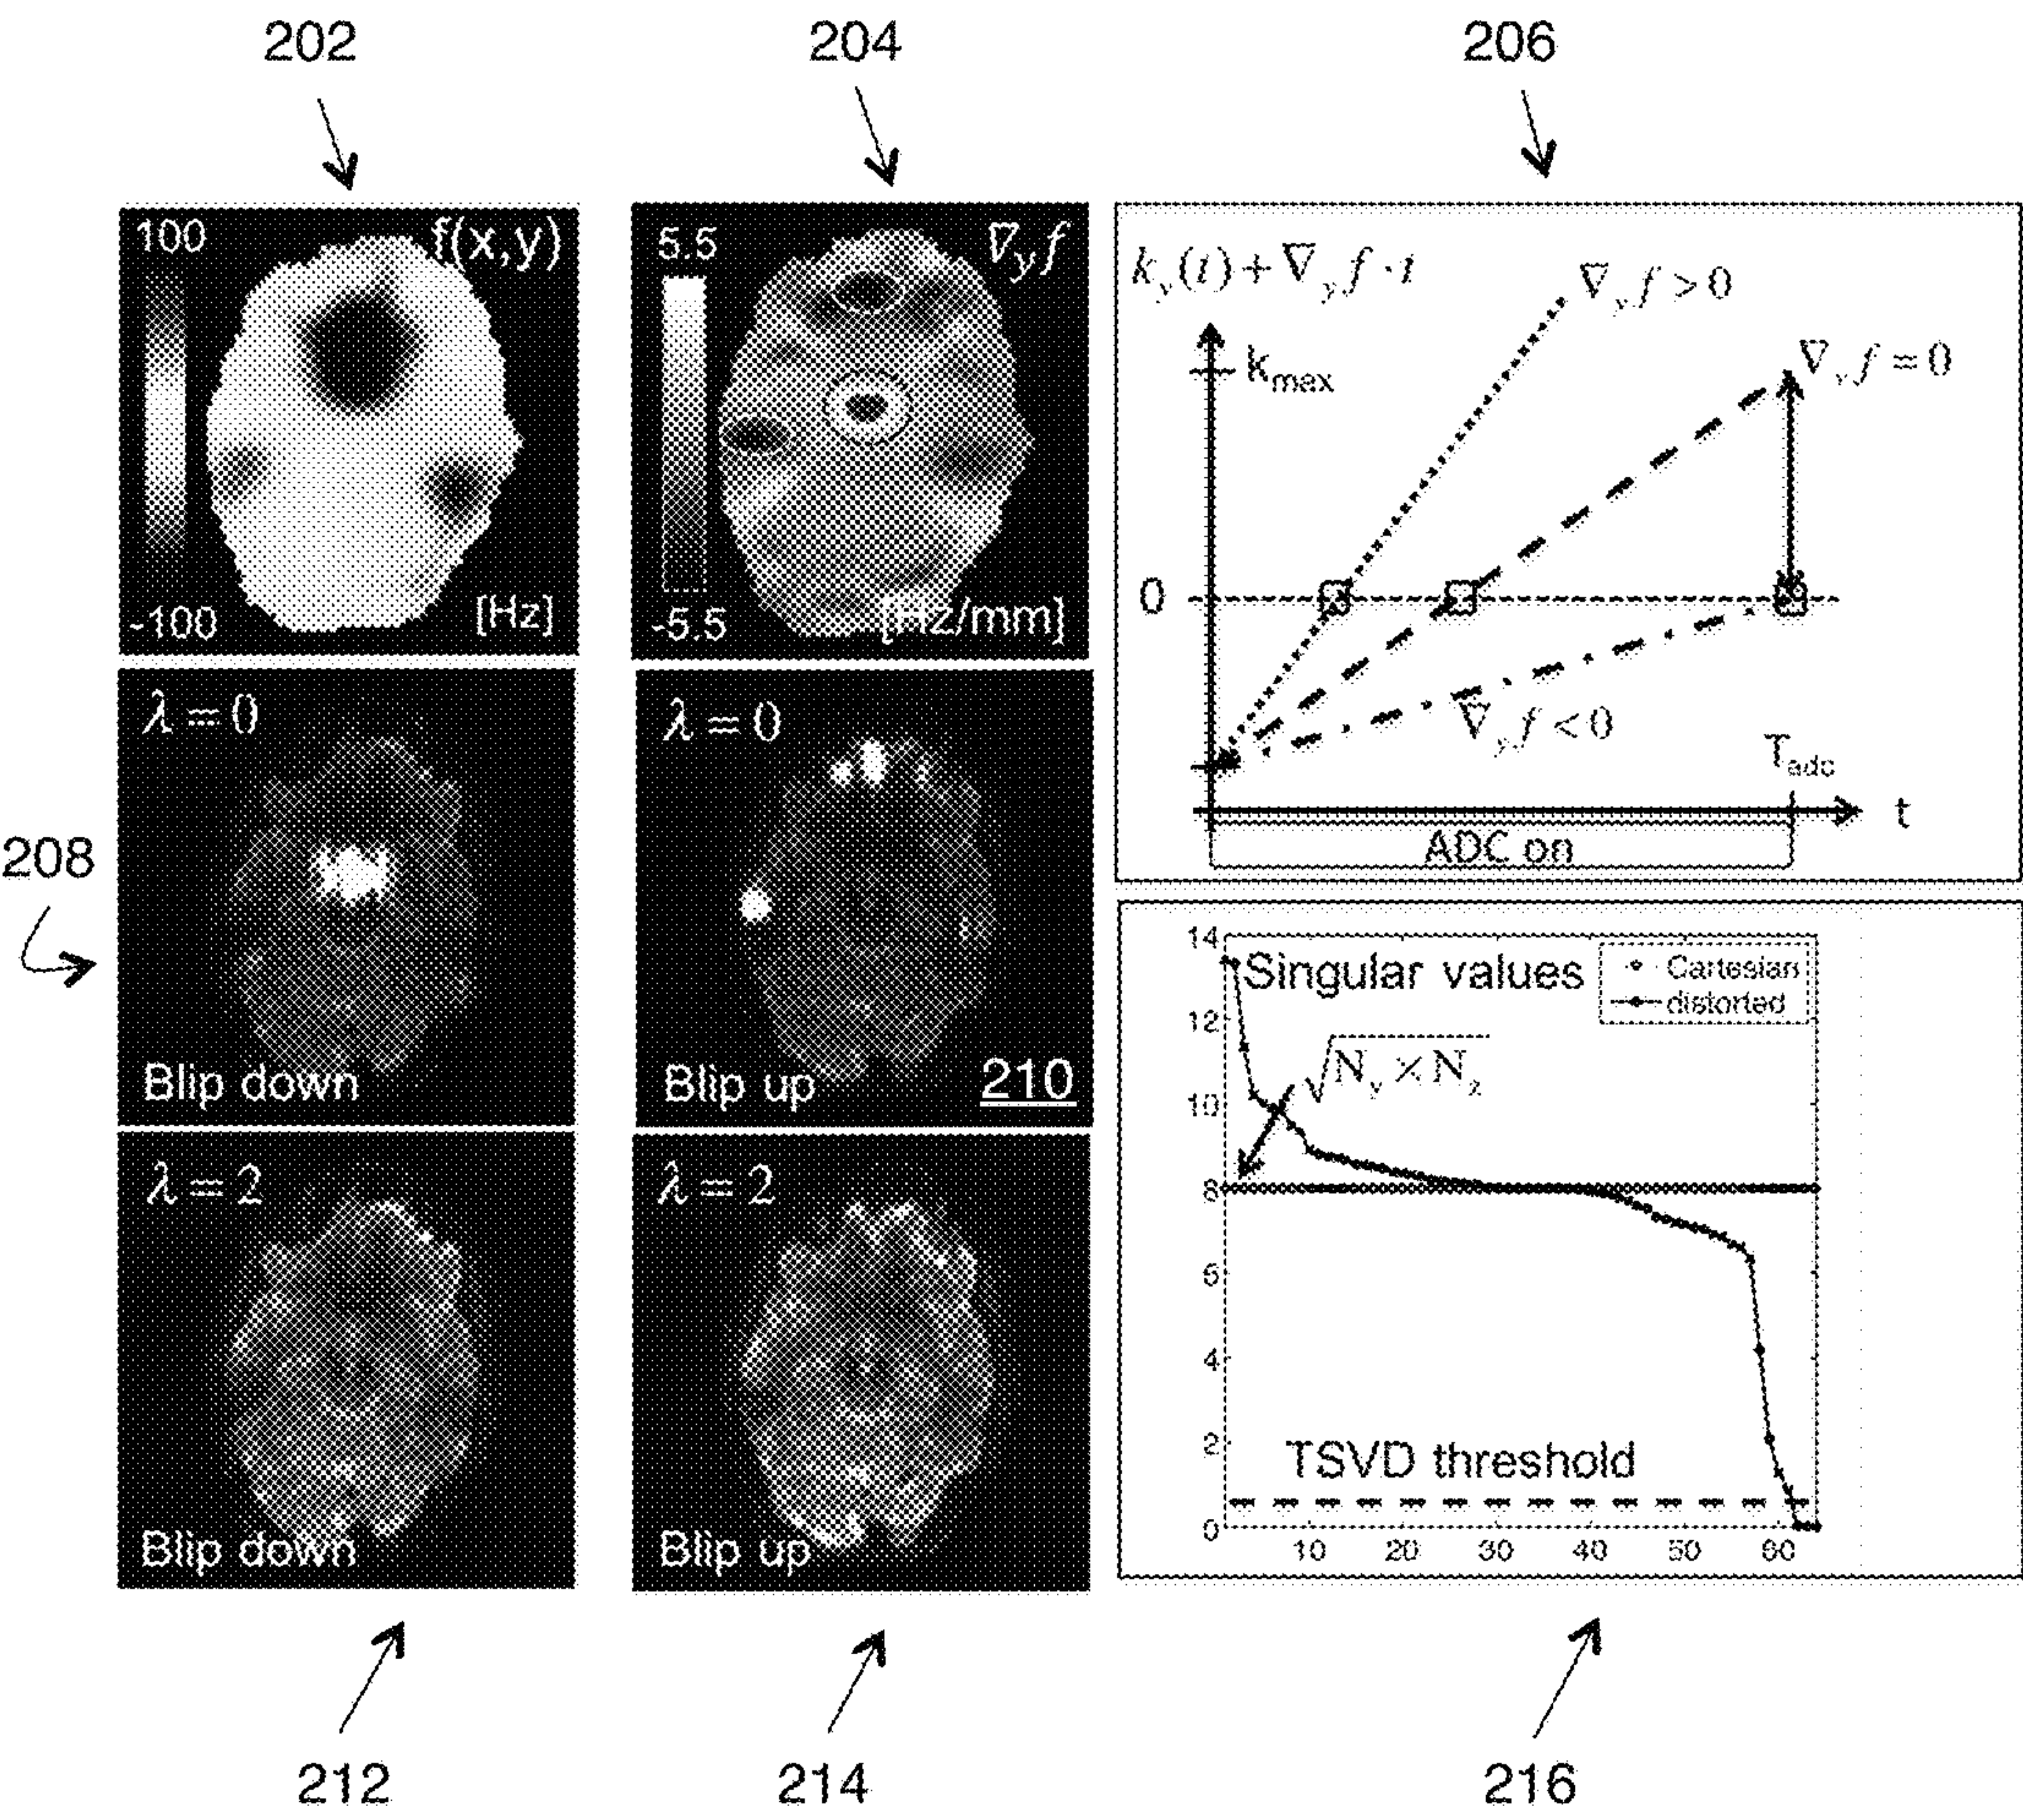 202
204
206
100
f(x,y)
-100
[Hz]
5.5
∇yf
-5.5
[Hz/mm]
ky(t)+∇yf·t
∇yf>0
kmax
∇yf=0
0
∇yf<0
Tadc
t
ADC on
208
λ=0
Blip down
λ=0
Blip up
210
λ=2
Blip down
λ=2
Blip up
14
12
10
8
6
4
2
0
Singular values
Cartesian
distorted
√Ny×Nz
TSVD threshold
10 20 30 40 50 60
212
214
216